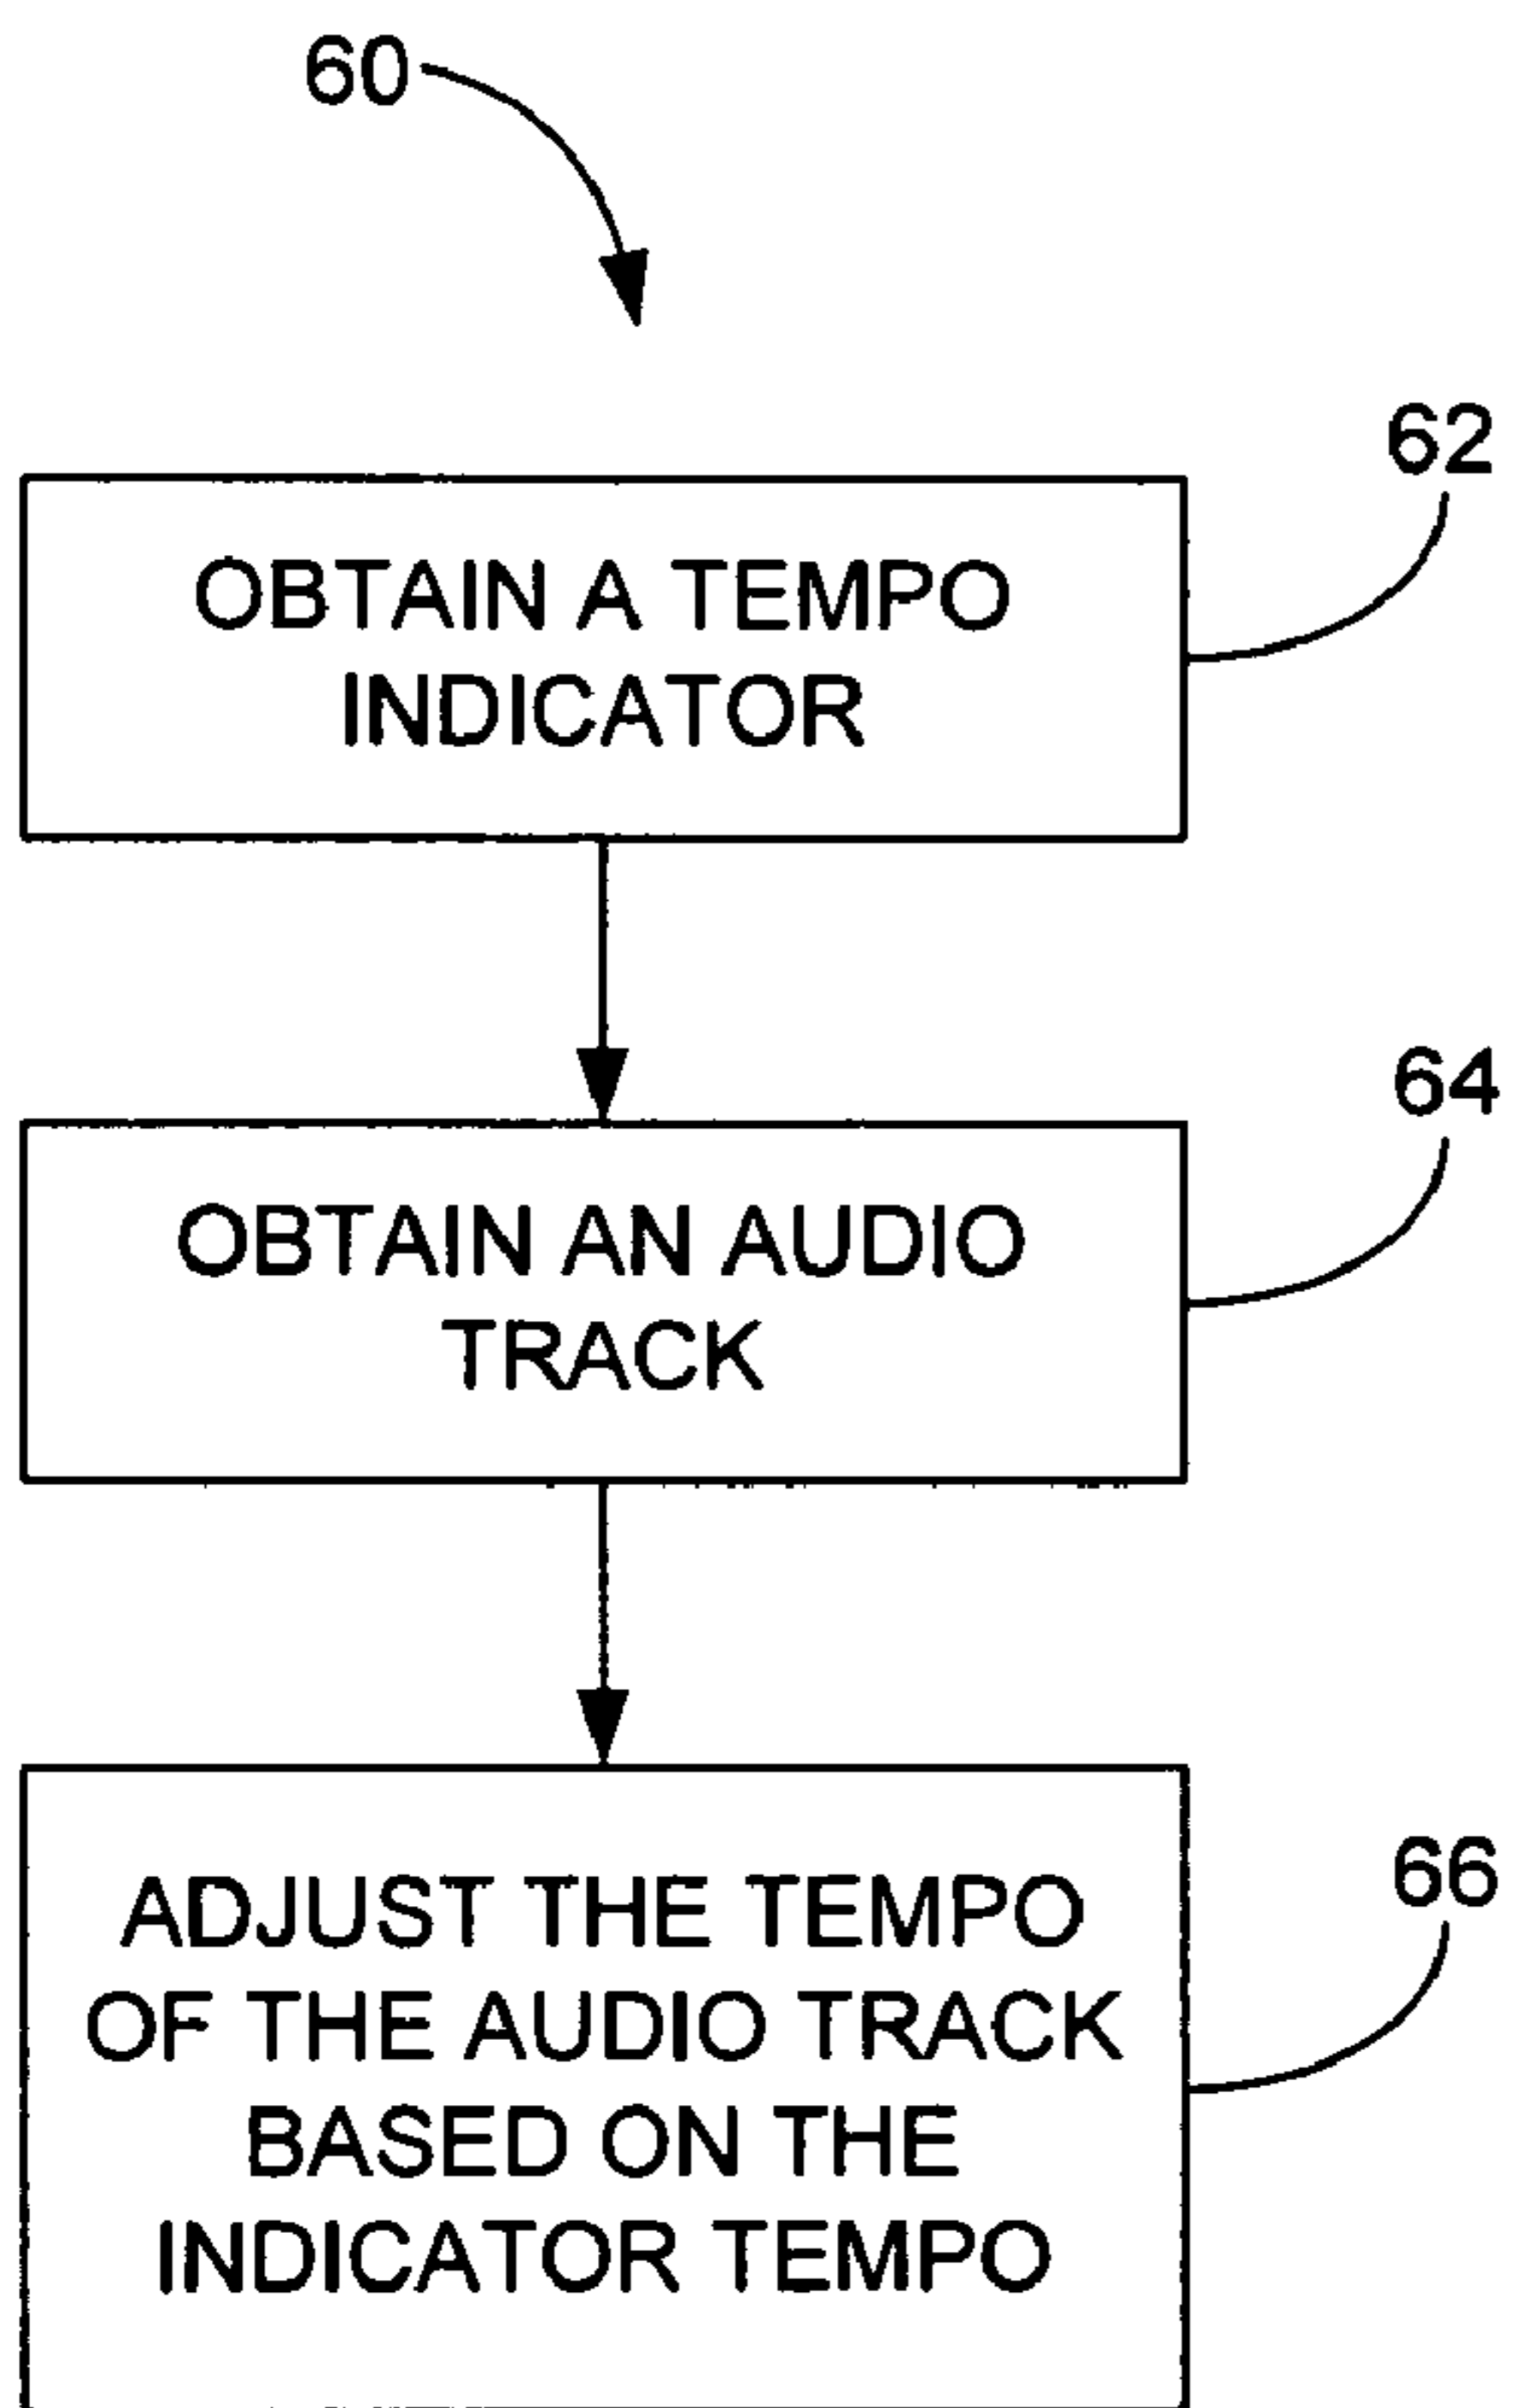 60
62
OBTAIN A TEMPO
INDICATOR
64
OBTAIN AN AUDIO
TRACK
66
ADJUST THE TEMPO
OF THE AUDIO TRACK
BASED ON THE
INDICATOR TEMPO